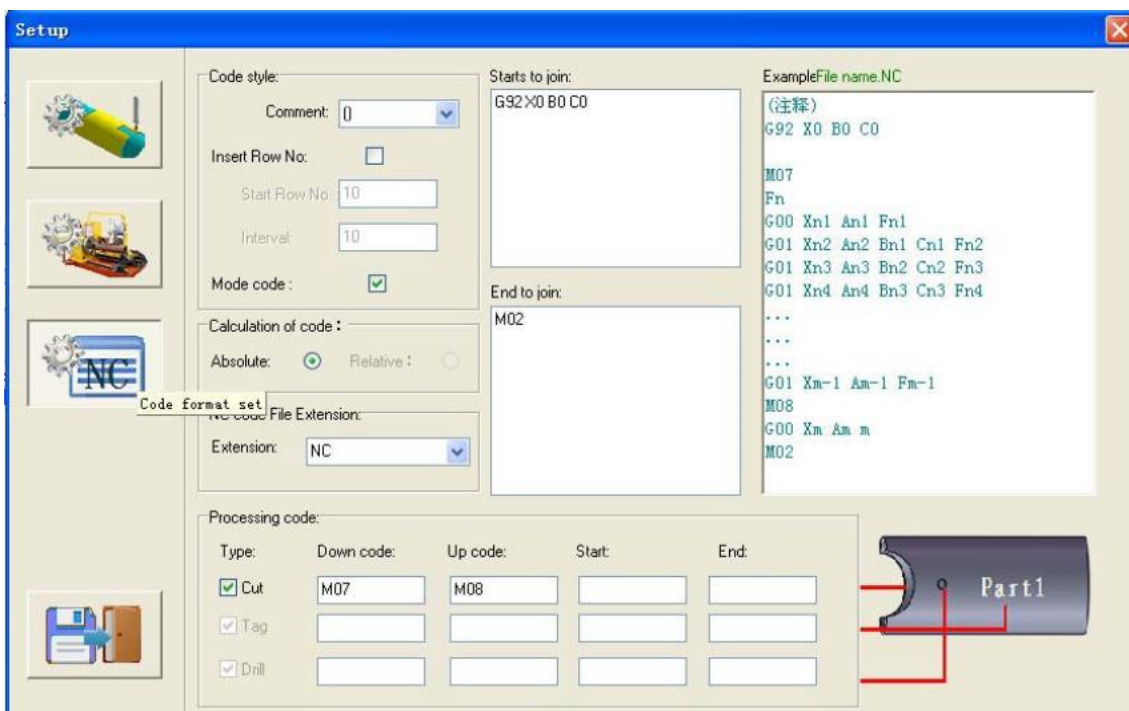 Setup
Code style:
Comment: ()
Insert Row No:
Start Row No. 10
Interval: 10
Mode code :
Calculation of code：
Absolute: Relative：
Code format set
NC code File Extension:
Extension: NC
Starts to join:
G92 X0 B0 C0
End to join:
M02
ExampleFile name.NC
(注释)
G92 X0 B0 C0
M07
Fn
G00 Xn1 An1 Fn1
G01 Xn2 An2 Bn1 Cn1 Fn2
G01 Xn3 An3 Bn2 Cn2 Fn3
G01 Xn4 An4 Bn3 Cn3 Fn4
...
...
...
G01 Xm-1 Am-1 Fm-1
M08
G00 Xm Am m
M02
NC
Processing code:
Type: Down code: Up code: Start: End:
Cut M07 M08
Tag
Drill
Part1